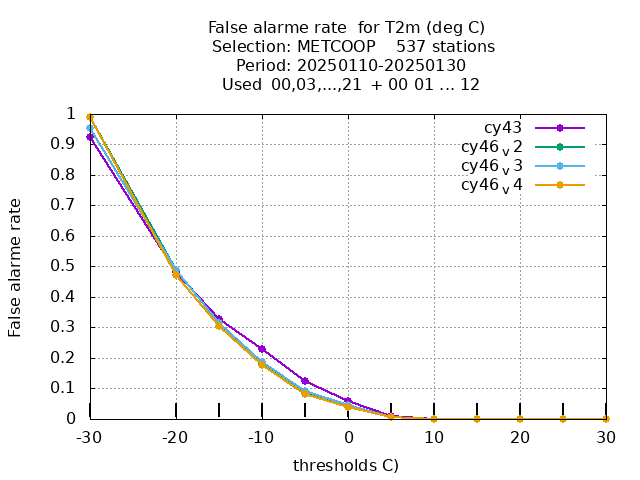 False alarme rate  for T2m (deg C)
Selection: METCOOP    537 stations
Period: 20250110-20250130
Used  00,03,...,21  + 00 01 ... 12
1
0.9
0.8
0.7
0.6
0.5
0.4
0.3
0.2
0.1
0
False alarme rate
cy43
cy46v2
cy46v3
cy46v4
-30 -20 -10 0 10 20 30
thresholds C)